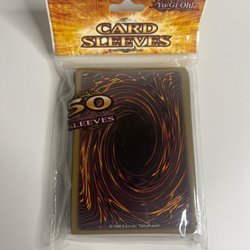 Yu-Gi-Oh!
CARD
SLEEVES
50
SLEEVES
©1996 Kazuki Takahashi